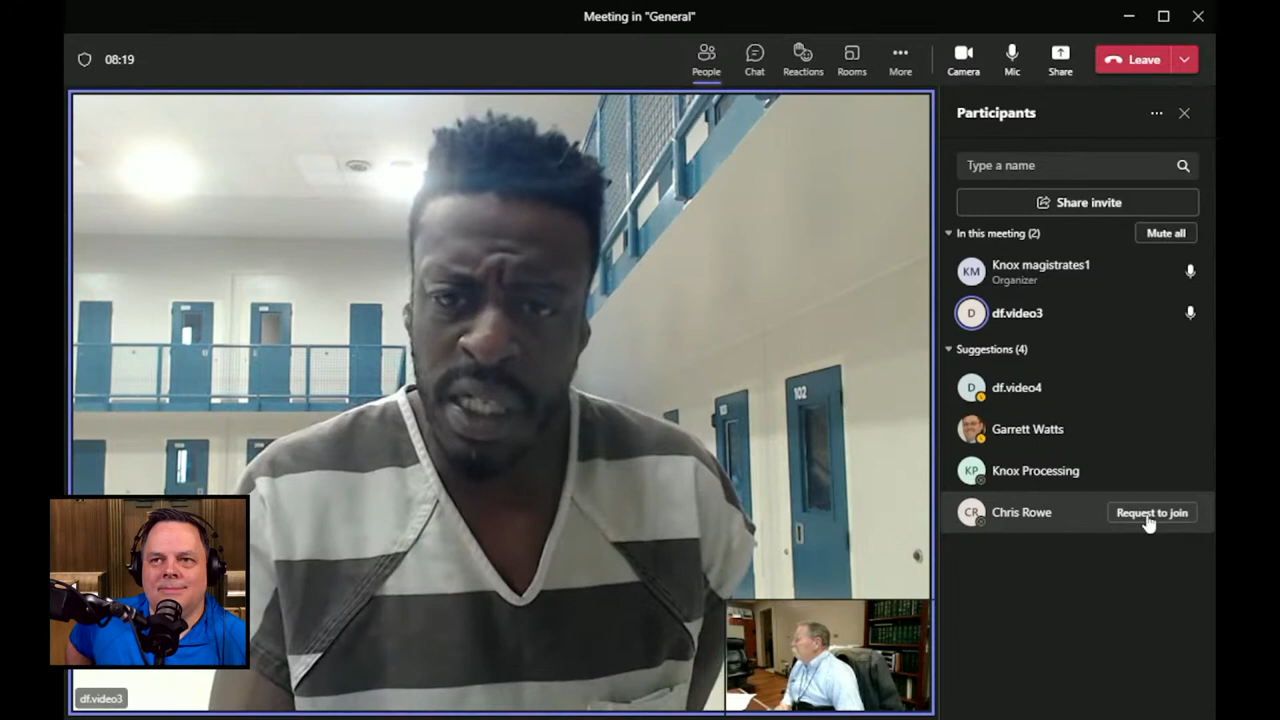 Meeting in "General"
08:19
People
Chat
Reactions
Rooms
More
Camera
Mic
Share
Leave
Participants
Type a name
Share invite
In this meeting (2)
Mute all
KM
Knox magistrates1
Organizer
D
df.video3
Suggestions (4)
D
df.video4
Garrett Watts
KP
Knox Processing
CR
Chris Rowe
Request to join
102
df.video3